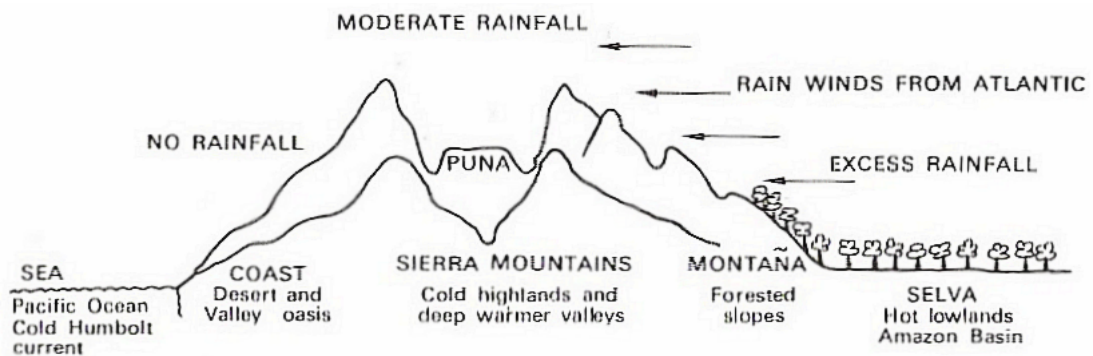 MODERATE RAINFALL
RAIN WINDS FROM ATLANTIC
NO RAINFALL
PUNA
EXCESS RAINFALL
SEA
Pacific Ocean
Cold Humbolt
current
COAST
Desert and
Valley oasis
SIERRA MOUNTAINS
Cold highlands and
deep warmer valleys
MONTAÑA
Forested
slopes
SELVA
Hot lowlands
Amazon Basin